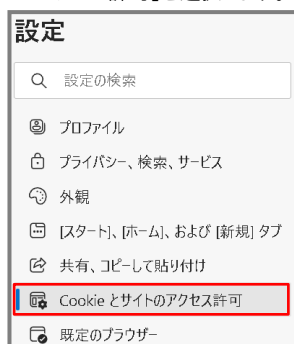 設定
設定の検索
プロファイル
プライバシー、検索、サービス
外観
[スタート]、[ホーム]、および [新規] タブ
共有、コピーして貼り付け
Cookie とサイトのアクセス許可
既定のブラウザー